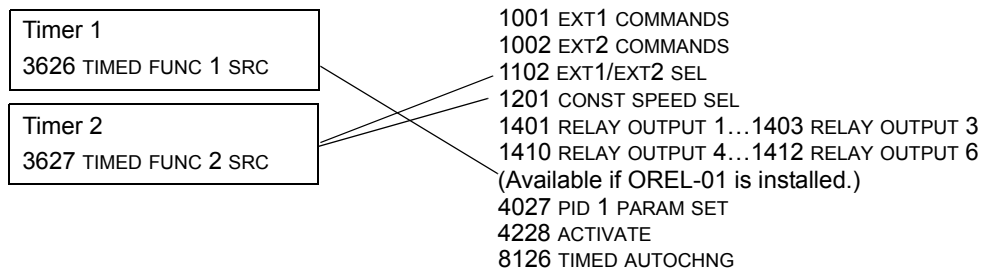 Timer 1
3626 TIMED FUNC 1 SRC
Timer 2
3627 TIMED FUNC 2 SRC
1001 EXT1 COMMANDS
1002 EXT2 COMMANDS
1102 EXT1/EXT2 SEL
1201 CONST SPEED SEL
1401 RELAY OUTPUT 1…1403 RELAY OUTPUT 3
1410 RELAY OUTPUT 4…1412 RELAY OUTPUT 6
(Available if OREL-01 is installed.)
4027 PID 1 PARAM SET
4228 ACTIVATE
8126 TIMED AUTOCHNG